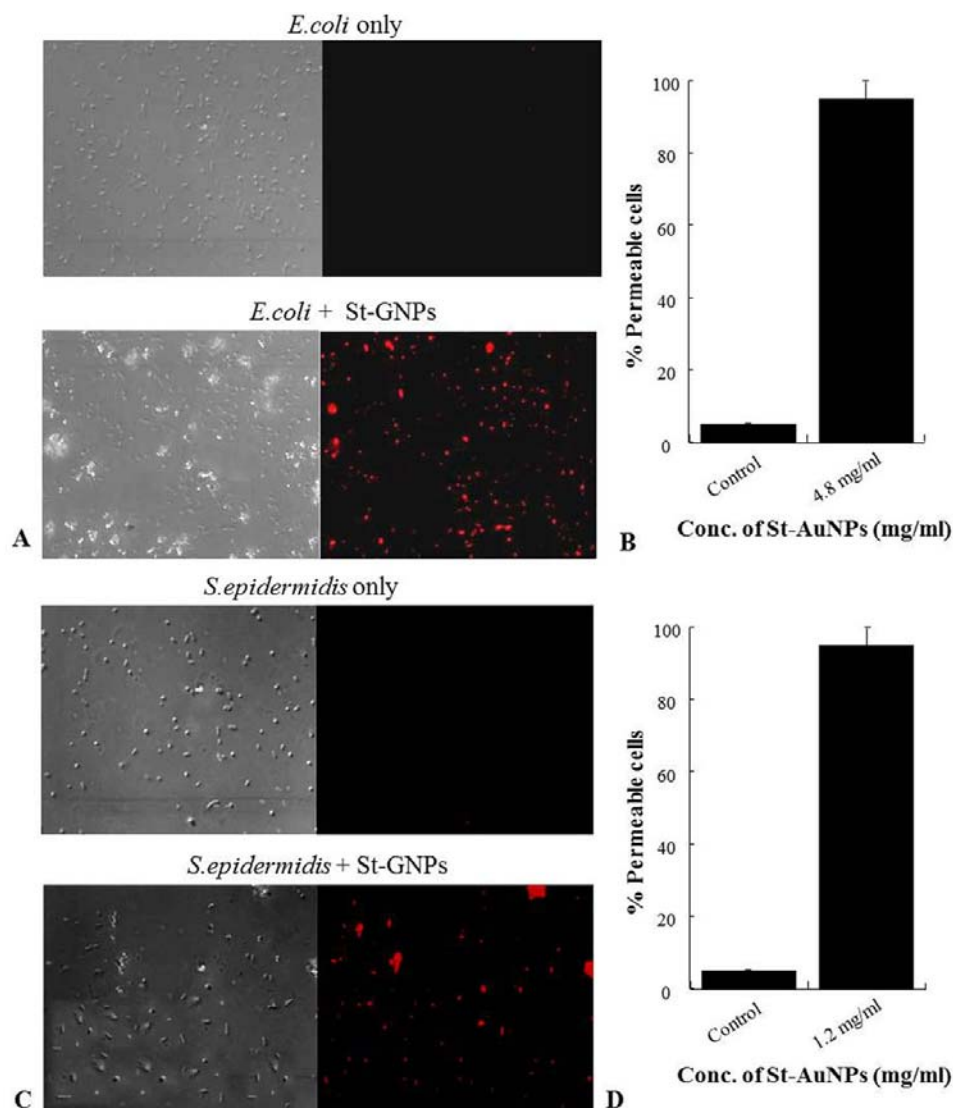 E.coli only
E.coli + St-GNPs
A
100
80
60
40
20
0
% Permeable cells
Control
4.8 mg/ml
B
Conc. of St-AuNPs (mg/ml)
S.epidermidis only
S.epidermidis + St-GNPs
C
100
80
60
40
20
0
% Permeable cells
Control
1.2 mg/ml
D
Conc. of St-AuNPs (mg/ml)